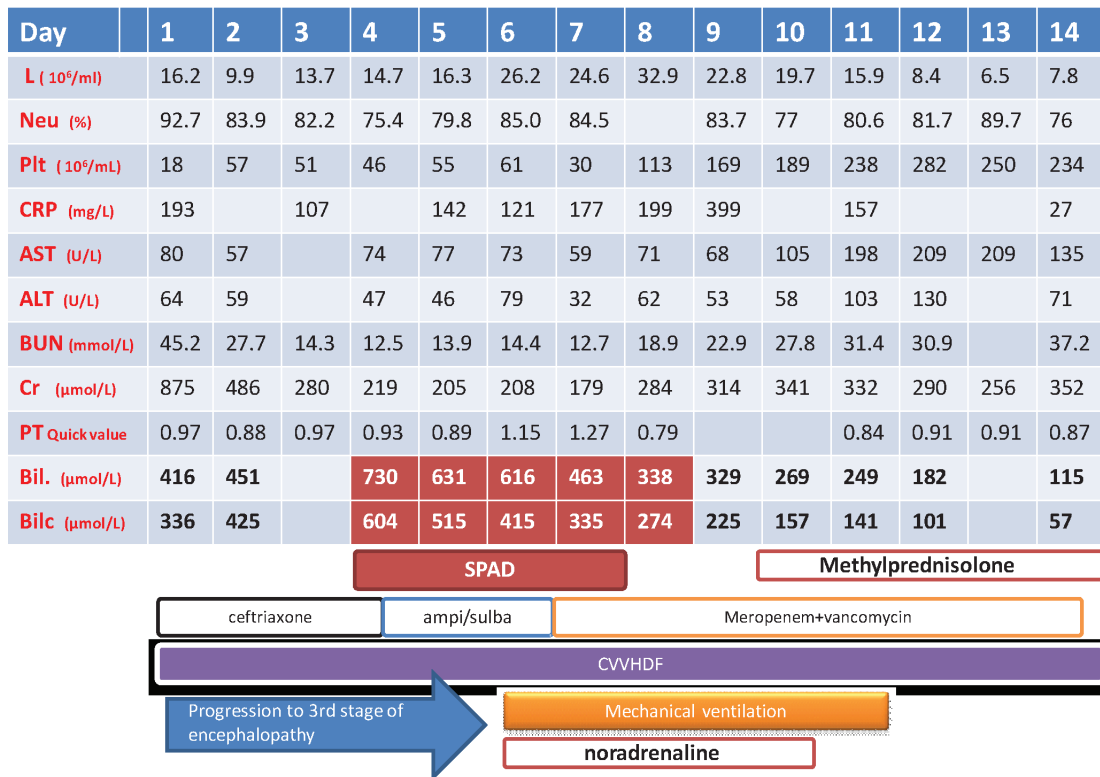 Day 1 2 3 4 5 6 7 8 9 10 11 12 13 14
L ( 10⁶/ml) 16.2 9.9 13.7 14.7 16.3 26.2 24.6 32.9 22.8 19.7 15.9 8.4 6.5 7.8
Neu (%) 92.7 83.9 82.2 75.4 79.8 85.0 84.5 83.7 77 80.6 81.7 89.7 76
Plt ( 10⁶/mL) 18 57 51 46 55 61 30 113 169 189 238 282 250 234
CRP (mg/L) 193 107 142 121 177 199 399 157 27
AST (U/L) 80 57 74 77 73 59 71 68 105 198 209 209 135
ALT (U/L) 64 59 47 46 79 32 62 53 58 103 130 71
BUN (mmol/L) 45.2 27.7 14.3 12.5 13.9 14.4 12.7 18.9 22.9 27.8 31.4 30.9 37.2
Cr (µmol/L) 875 486 280 219 205 208 179 284 314 341 332 290 256 352
PT Quick value 0.97 0.88 0.97 0.93 0.89 1.15 1.27 0.79 0.84 0.91 0.91 0.87
Bil. (µmol/L) 416 451 730 631 616 463 338 329 269 249 182 115
Bilc (µmol/L) 336 425 604 515 415 335 274 225 157 141 101 57
SPAD Methylprednisolone
ceftriaxone ampi/sulba Meropenem+vancomycin
CVVHDF
Progression to 3rd stage of
encephalopathy
Mechanical ventilation
noradrenaline